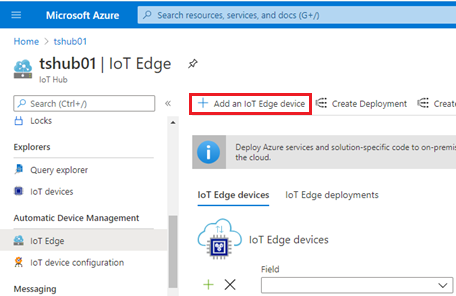 Microsoft Azure
Search resources, services, and docs (G+/)
Home > tshub01 >
tshub01 | IoT Edge
IoT Hub
Search (Ctrl+/)
«
+ Add an IoT Edge device
Create Deployment
Create
Locks
Explorers
Query explorer
IoT devices
Automatic Device Management
IoT Edge
IoT device configuration
Messaging
Deploy Azure services and solution-specific code to on-premis
the cloud.
IoT Edge devices
IoT Edge deployments
IoT Edge devices
Field